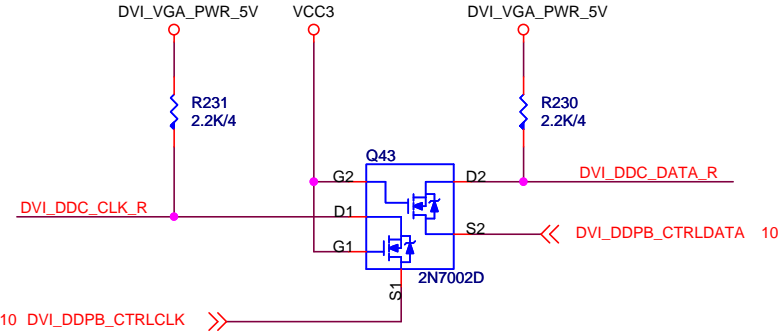 DVI_VGA_PWR_5V VCC3 DVI_VGA_PWR_5V
R231 R230
2.2K/4 2.2K/4
Q43
G2 D2 DVI_DDC_DATA_R
DVI_DDC_CLK_R D1
S2 DVI_DDPB_CTRLDATA 10
G1
2N7002D
S1
10 DVI_DDPB_CTRLCLK